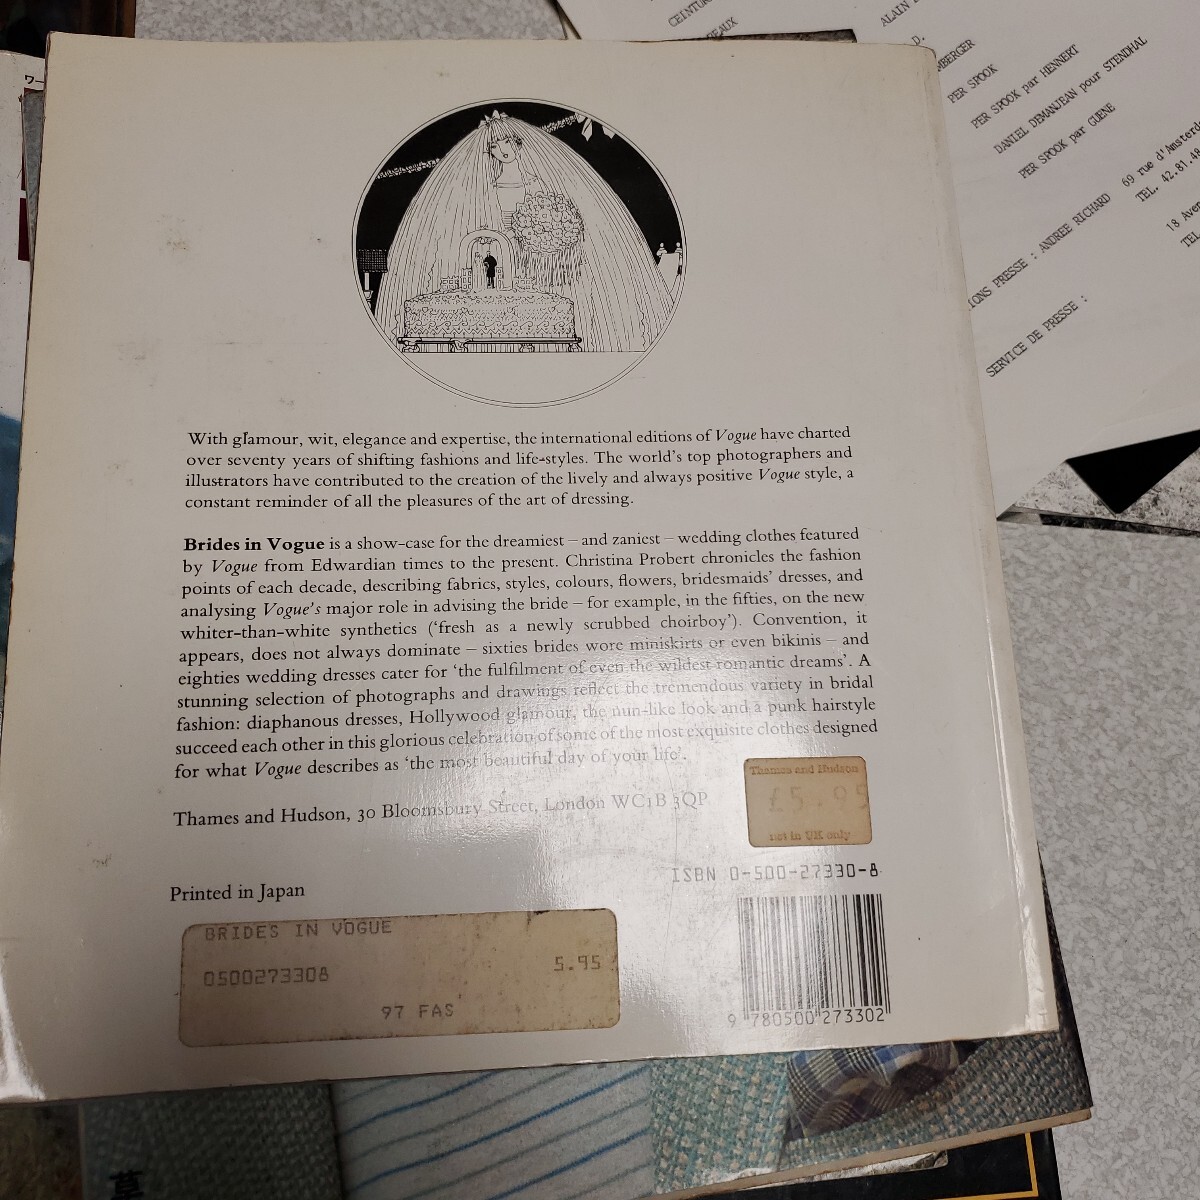 With glamour, wit, elegance and expertise, the international editions of Vogue have charted
over seventy years of shifting fashions and life-styles. The world's top photographers and
illustrators have contributed to the creation of the lively and always positive Vogue style, a
constant reminder of all the pleasures of the art of dressing.
Brides in Vogue is a show-case for the dreamiest – and zaniest – wedding clothes featured
by Vogue from Edwardian times to the present. Christina Probert chronicles the fashion
points of each decade, describing fabrics, styles, colours, flowers, bridesmaids' dresses, and
analysing Vogue's major role in advising the bride – for example, in the fifties, on the new
whiter-than-white synthetics ('fresh as a newly scrubbed choirboy'). Convention, it
appears, does not always dominate – sixties brides wore miniskirts or even bikinis – and
eighties wedding dresses cater for 'the fulfilment of even the wildest romantic dreams'. A
stunning selection of photographs and drawings reflect the tremendous variety in bridal
fashion: diaphanous dresses, Hollywood glamour, the nun-like look and a punk hairstyle
succeed each other in this glorious celebration of some of the most exquisite clothes designed
for what Vogue describes as 'the most beautiful day of your life'.
Thames and Hudson, 30 Bloomsbury Street, London WC1B 3QP
Thames and Hudson
£5.95
net in UK only
ISBN 0-500-27330-8
Printed in Japan
BRIDES IN VOGUE
0500273308
5.95
97 FAS
9 780500 273302
ALAIN
D.
PER SPOOK
PER SPOOK par HENNERT
DANIEL DEMANJEAN pour STENDHAL
PER SPOOK par GUENE
PRESSE : ANDREE RICHARD
69 rue d'Amsterd
TEL. 42.81.48
18 Aven
TEL
SERVICE DE PRESSE :
ワー